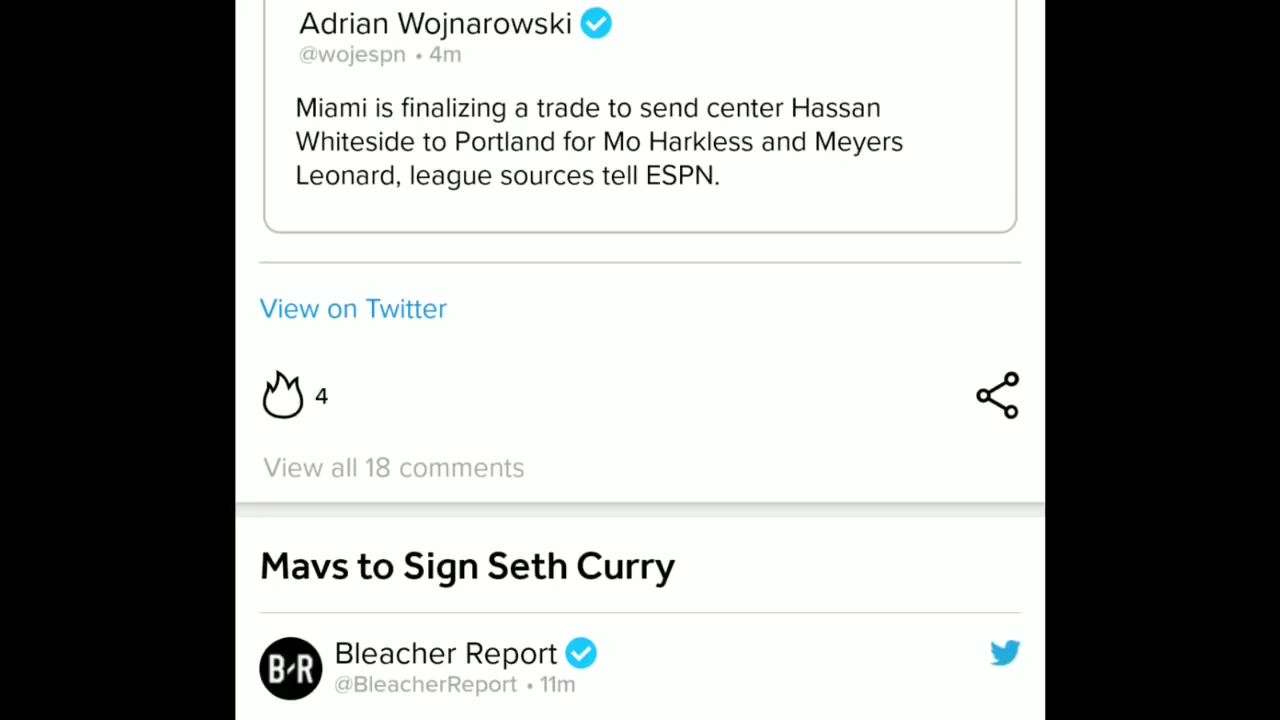 Adrian Wojnarowski
@wojespn • 4m
Miami is finalizing a trade to send center Hassan
Whiteside to Portland for Mo Harkless and Meyers
Leonard, league sources tell ESPN.
View on Twitter
4
View all 18 comments
Mavs to Sign Seth Curry
B/R
Bleacher Report
@BleacherReport • 11m